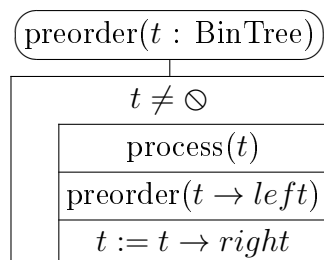 preorder(t : BinTree)
t ≠ ⦸
process(t)
preorder(t → left)
t := t → right